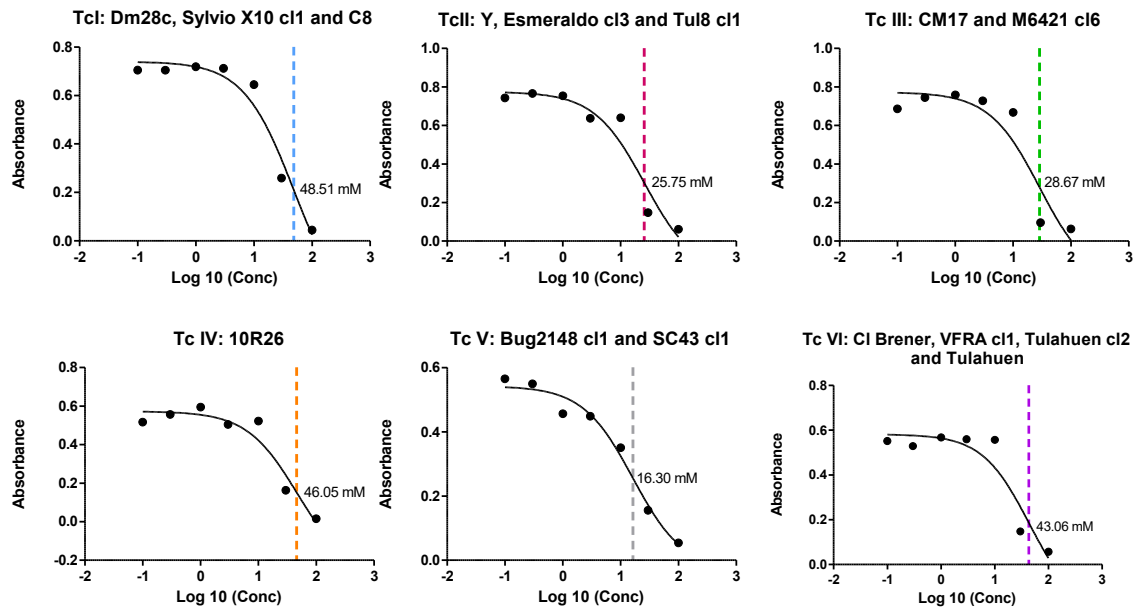 TcI: Dm28c, Sylvio X10 cl1 and C8
0.8
0.6
0.4
0.2
0.0
Absorbance
48.51 mM
-2
-1
0
1
2
3
Log 10 (Conc)
TcII: Y, Esmeraldo cl3 and Tul8 cl1
1.0
0.8
0.6
0.4
0.2
0.0
Absorbance
25.75 mM
-2
-1
0
1
2
3
Log 10 (Conc)
Tc III: CM17 and M6421 cl6
1.0
0.8
0.6
0.4
0.2
0.0
Absorbance
28.67 mM
-2
-1
0
1
2
3
Log 10 (Conc)
Tc IV: 10R26
0.8
0.6
0.4
0.2
0.0
-0.2
Absorbance
46.05 mM
-2
-1
0
1
2
3
Log 10 (Conc)
Tc V: Bug2148 cl1 and SC43 cl1
0.6
0.4
0.2
0.0
Absorbance
16.30 mM
-2
-1
0
1
2
3
Log 10 (Conc)
Tc VI: Cl Brener, VFRA cl1, Tulahuen cl2
and Tulahuen
0.8
0.6
0.4
0.2
0.0
Absorbance
43.06 mM
-2
-1
0
1
2
3
Log 10 (Conc)